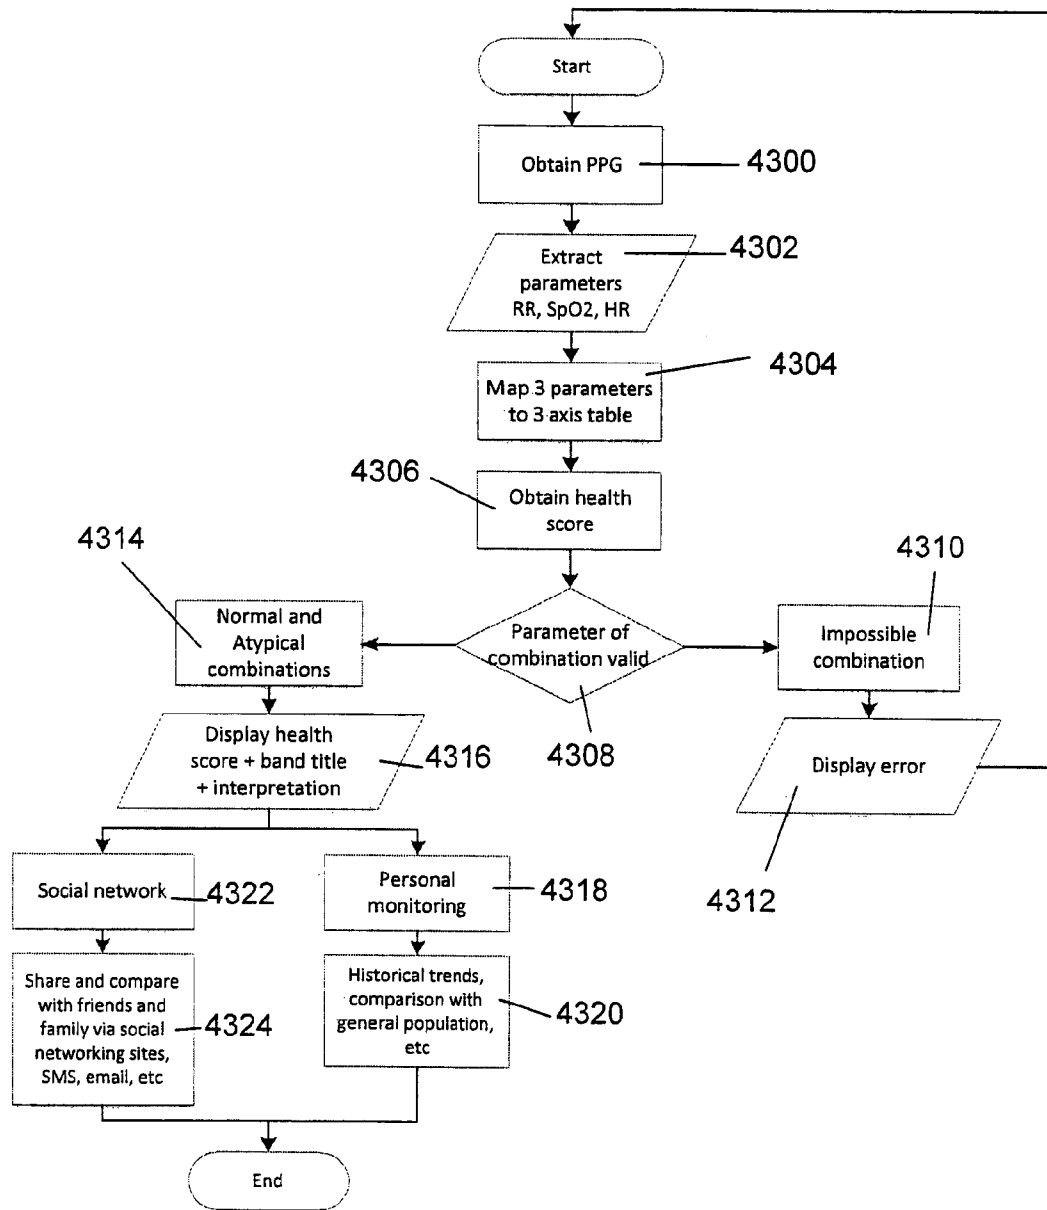 Start
Obtain PPG
4300
Extract
parameters
RR, SpO2, HR
4302
Map 3 parameters
to 3 axis table
4304
4306
Obtain health
score
4314
4310
Normal and
Atypical
combinations
Parameter of
combination valid
Impossible
combination
4308
Display health
score + band title
+ interpretation
4316
Display error
4312
Social network
4322
Personal
monitoring
4318
Share and compare
with friends and
family via social
networking sites,
SMS, email, etc
4324
Historical trends,
comparison with
general population,
etc
4320
End